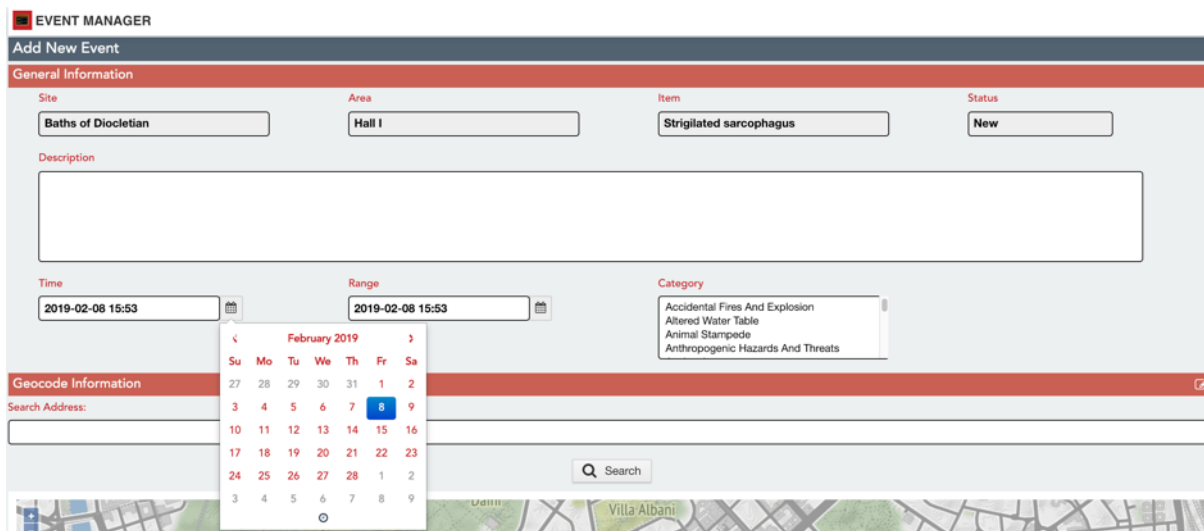 EVENT MANAGER
Add New Event
General Information
Site Area Item Status
Baths of Diocletian Hall I Strigilated sarcophagus New
Description
Time Range Category
2019-02-08 15:53 2019-02-08 15:53
Accidental Fires And Explosion
Altered Water Table
Animal Stampede
Anthropogenic Hazards And Threats
February 2019
Su Mo Tu We Th Fr Sa
27 28 29 30 31 1 2
3 4 5 6 7 8 9
10 11 12 13 14 15 16
17 18 19 20 21 22 23
24 25 26 27 28 1 2
3 4 5 6 7 8 9
Geocode Information
Search Address:
Search
Villa Albani